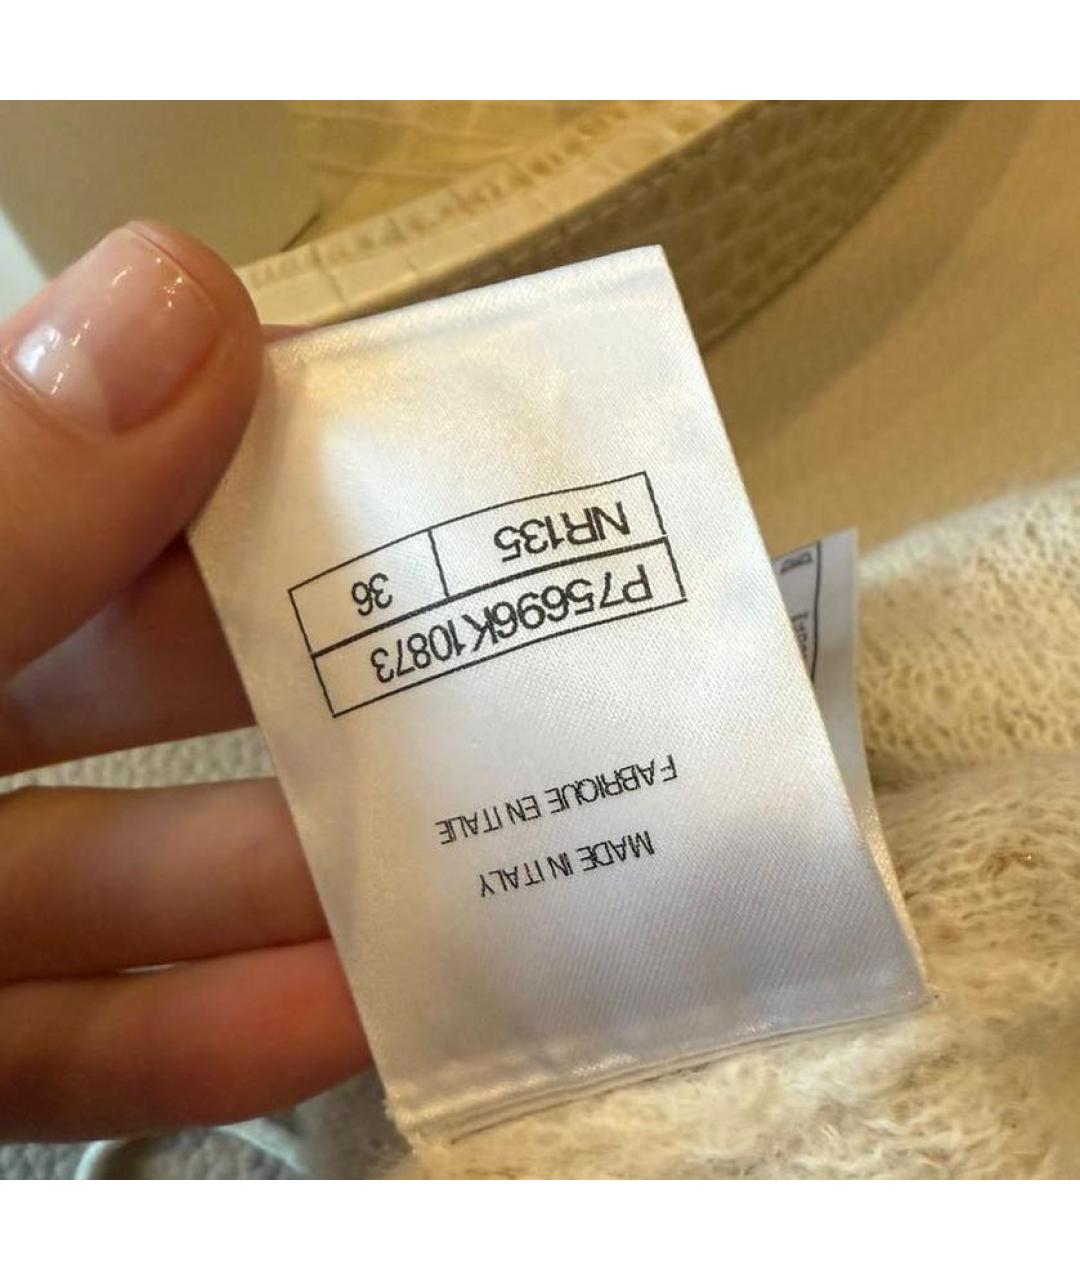 MADE IN ITALY
FABRIQUE EN ITALIE
P75696K10873
NR135 36